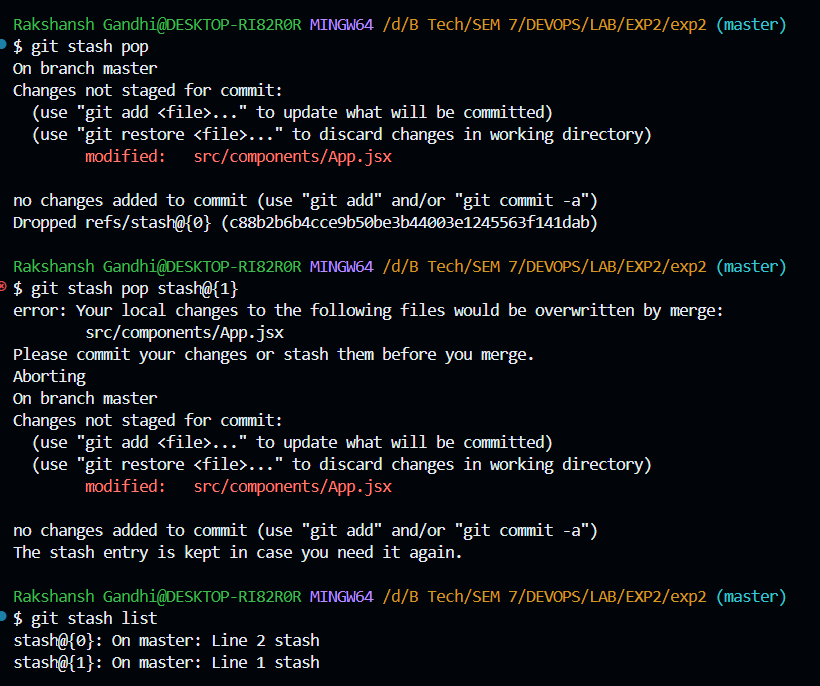 Rakshansh Gandhi@DESKTOP-RI82R0R MINGW64 /d/B Tech/SEM 7/DEVOPS/LAB/EXP2/exp2 (master)
$ git stash pop
On branch master
Changes not staged for commit:
  (use "git add <file>..." to update what will be committed)
  (use "git restore <file>..." to discard changes in working directory)
        modified:   src/components/App.jsx

no changes added to commit (use "git add" and/or "git commit -a")
Dropped refs/stash@{0} (c88b2b6b4cce9b50be3b44003e1245563f141dab)

Rakshansh Gandhi@DESKTOP-RI82R0R MINGW64 /d/B Tech/SEM 7/DEVOPS/LAB/EXP2/exp2 (master)
$ git stash pop stash@{1}
error: Your local changes to the following files would be overwritten by merge:
        src/components/App.jsx
Please commit your changes or stash them before you merge.
Aborting
On branch master
Changes not staged for commit:
  (use "git add <file>..." to update what will be committed)
  (use "git restore <file>..." to discard changes in working directory)
        modified:   src/components/App.jsx

no changes added to commit (use "git add" and/or "git commit -a")
The stash entry is kept in case you need it again.

Rakshansh Gandhi@DESKTOP-RI82R0R MINGW64 /d/B Tech/SEM 7/DEVOPS/LAB/EXP2/exp2 (master)
$ git stash list
stash@{0}: On master: Line 2 stash
stash@{1}: On master: Line 1 stash